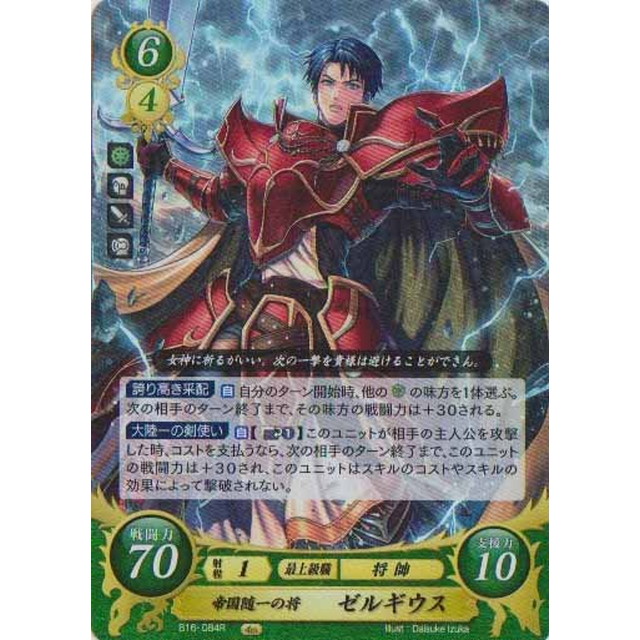 6
4
女神に祈るがいい。次の一撃を貴様は避けることができん。
誇り高き采配 自 自分のターン開始時、他の の味方を1体選ぶ。
次の相手のターン終了まで、その味方の戦闘力は+30される。
大陸一の剣使い 自【 1】このユニットが相手の主人公を攻撃
した時、コストを支払うなら、次の相手のターン終了まで、このユニット
の戦闘力は+30され、このユニットはスキルのコストやスキルの
効果によって撃破されない。
戦闘力 70
射程 1 最上級職 将帥
支援力 10
帝国随一の将 ゼルギウス
B16-084R Illust : Daisuke Izuka